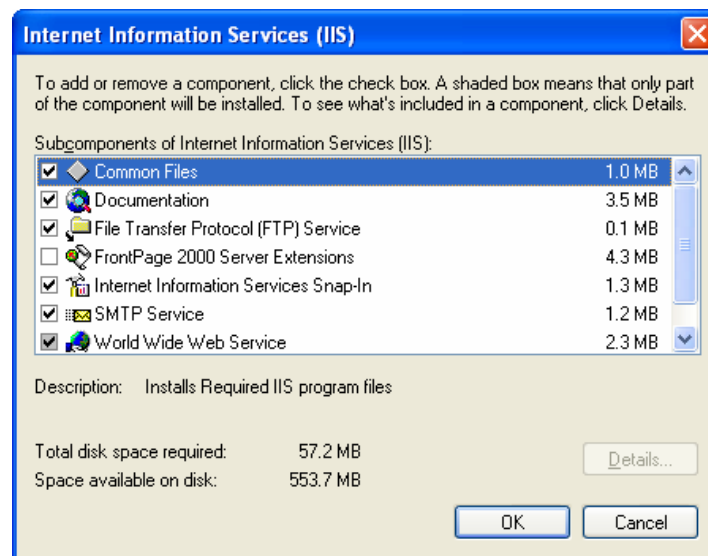 Internet Information Services (IIS)
To add or remove a component, click the check box. A shaded box means that only part
of the component will be installed. To see what's included in a component, click Details.
Subcomponents of Internet Information Services (IIS):
Common Files 1.0 MB
Documentation 3.5 MB
File Transfer Protocol (FTP) Service 0.1 MB
FrontPage 2000 Server Extensions 4.3 MB
Internet Information Services Snap-In 1.3 MB
SMTP Service 1.2 MB
World Wide Web Service 2.3 MB
Description: Installs Required IIS program files
Total disk space required: 57.2 MB
Space available on disk: 553.7 MB
Details...
OK Cancel